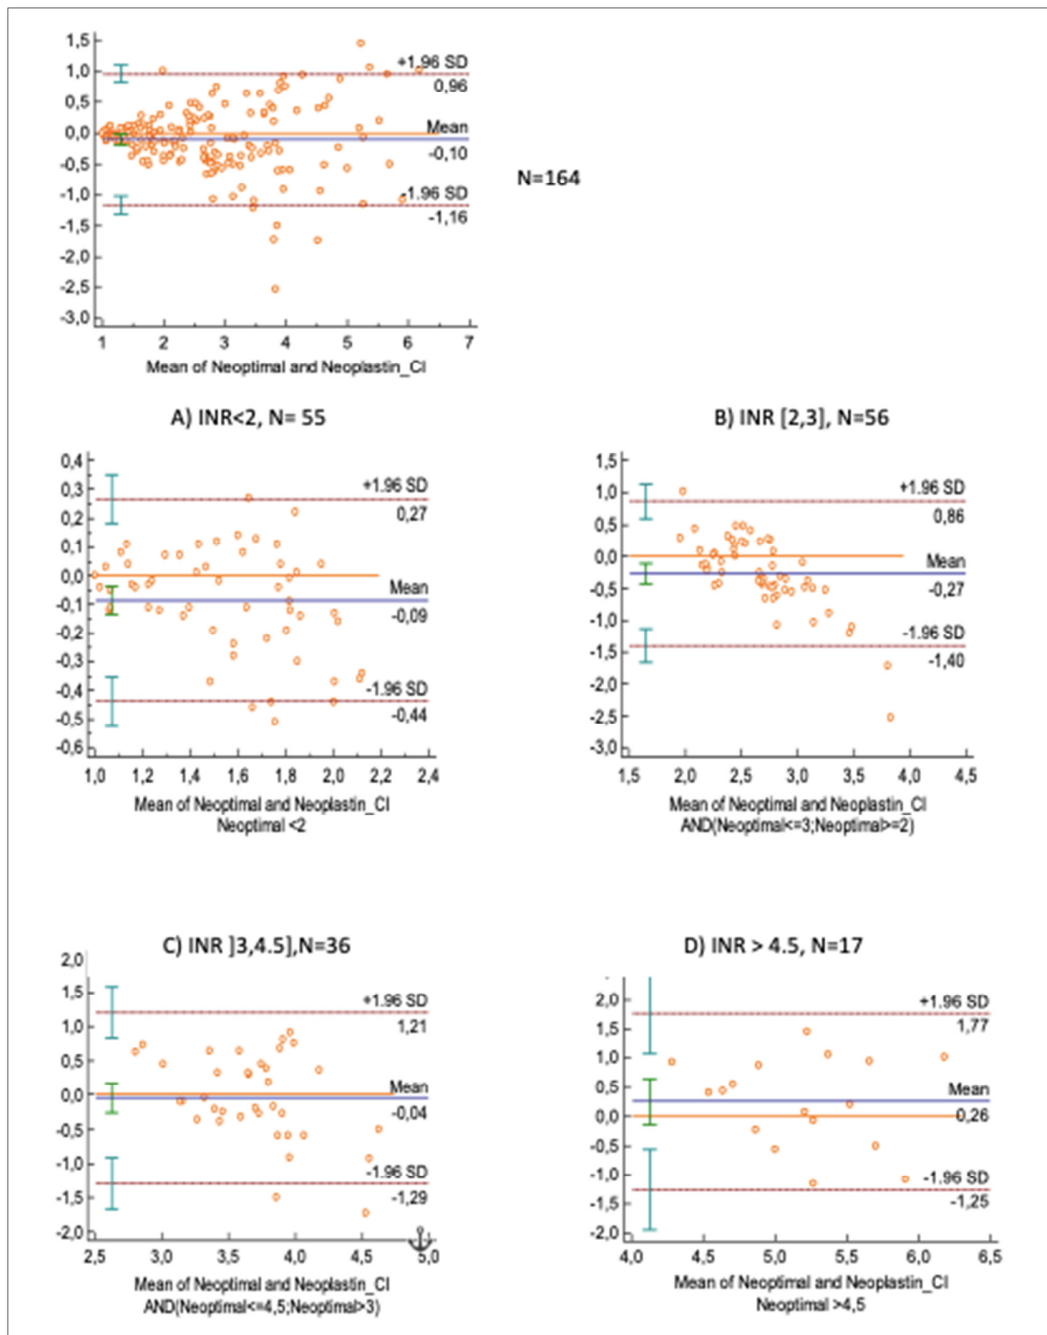 1,5
1,0
0,5
0,0
-0,5
-1,0
-1,5
-2,0
-2,5
-3,0
+1.96 SD
0,96
Mean
-0,10
-1.96 SD
-1,16
1 2 3 4 5 6 7
Mean of Neoptimal and Neoplastin_CI
N=164
A) INR<2, N= 55
0,4
0,3
0,2
0,1
0,0
-0,1
-0,2
-0,3
-0,4
-0,5
-0,6
+1.96 SD
0,27
Mean
-0,09
-1.96 SD
-0,44
1,0 1,2 1,4 1,6 1,8 2,0 2,2 2,4
Mean of Neoptimal and Neoplastin_CI
Neoptimal <2
B) INR [2,3], N=56
1,5
1,0
0,5
0,0
-0,5
-1,0
-1,5
-2,0
-2,5
-3,0
+1.96 SD
0,86
Mean
-0,27
-1.96 SD
-1,40
1,5 2,0 2,5 3,0 3,5 4,0 4,5
Mean of Neoptimal and Neoplastin_CI
AND(Neoptimal<=3;Neoptimal>=2)
C) INR ]3,4.5],N=36
2,0
1,5
1,0
0,5
0,0
-0,5
-1,0
-1,5
-2,0
+1.96 SD
1,21
Mean
-0,04
-1.96 SD
-1,29
2,5 3,0 3,5 4,0 4,5 5,0
Mean of Neoptimal and Neoplastin_CI
AND(Neoptimal<=4,5;Neoptimal>3)
D) INR > 4.5, N=17
2,0
1,5
1,0
0,5
0,0
-0,5
-1,0
-1,5
-2,0
+1.96 SD
1,77
Mean
0,26
-1.96 SD
-1,25
4,0 4,5 5,0 5,5 6,0 6,5
Mean of Neoptimal and Neoplastin_CI
Neoptimal >4,5